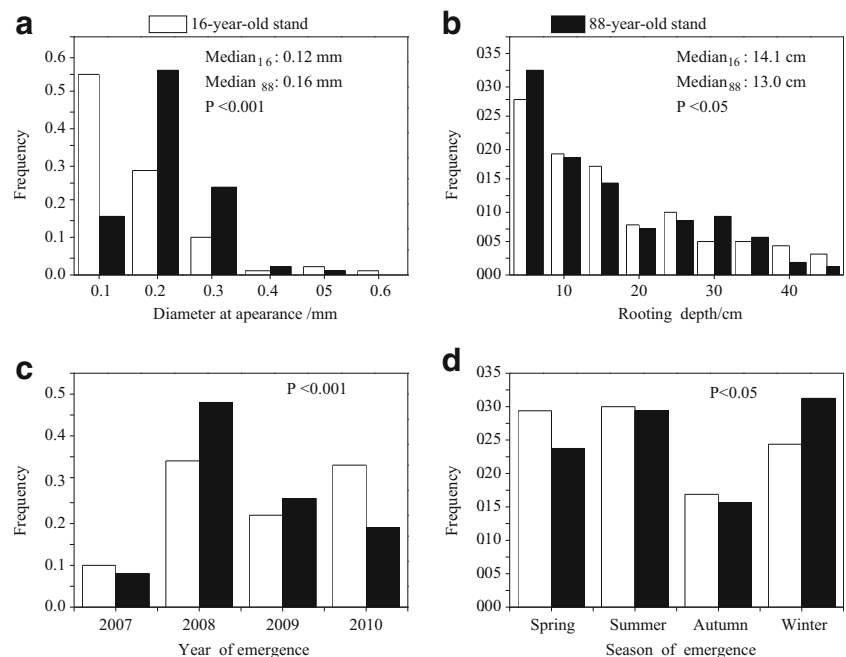 16-year-old stand
88-year-old stand
a
0.6
0.5
0.4
0.3
0.2
0.1
0.0
Frequency
Median16: 0.12 mm
Median 88: 0.16 mm
P <0.001
0.1 0.2 0.3 0.4 05 0.6
Diameter at apearance /mm
b
035
030
025
020
015
010
005
000
Frequency
Median16: 14.1 cm
Median88: 13.0 cm
P <0.05
10 20 30 40
Rooting depth/cm
c
0.5
0.4
0.3
0.2
0.1
0.0
Frequency
P <0.001
2007 2008 2009 2010
Year of emergence
d
035
030
025
020
015
010
005
000
Frequency
P<0.05
Spring Summer Autumn Winter
Season of emergence